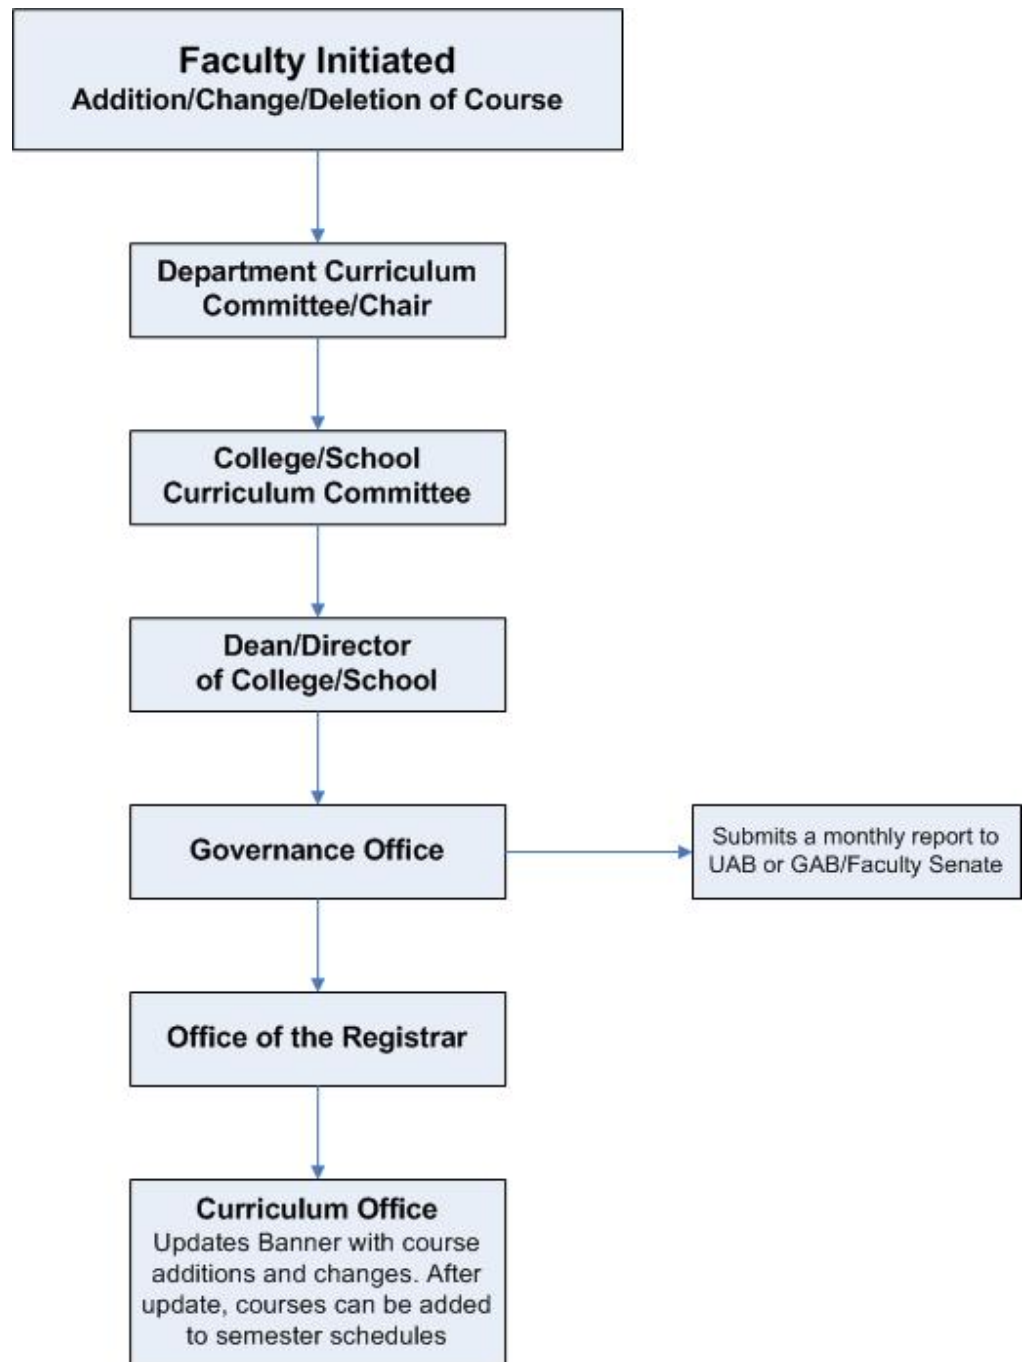 Faculty Initiated
Addition/Change/Deletion of Course
Department Curriculum
Committee/Chair
College/School
Curriculum Committee
Dean/Director
of College/School
Governance Office
Submits a monthly report to
UAB or GAB/Faculty Senate
Office of the Registrar
Curriculum Office
Updates Banner with course
additions and changes. After
update, courses can be added
to semester schedules